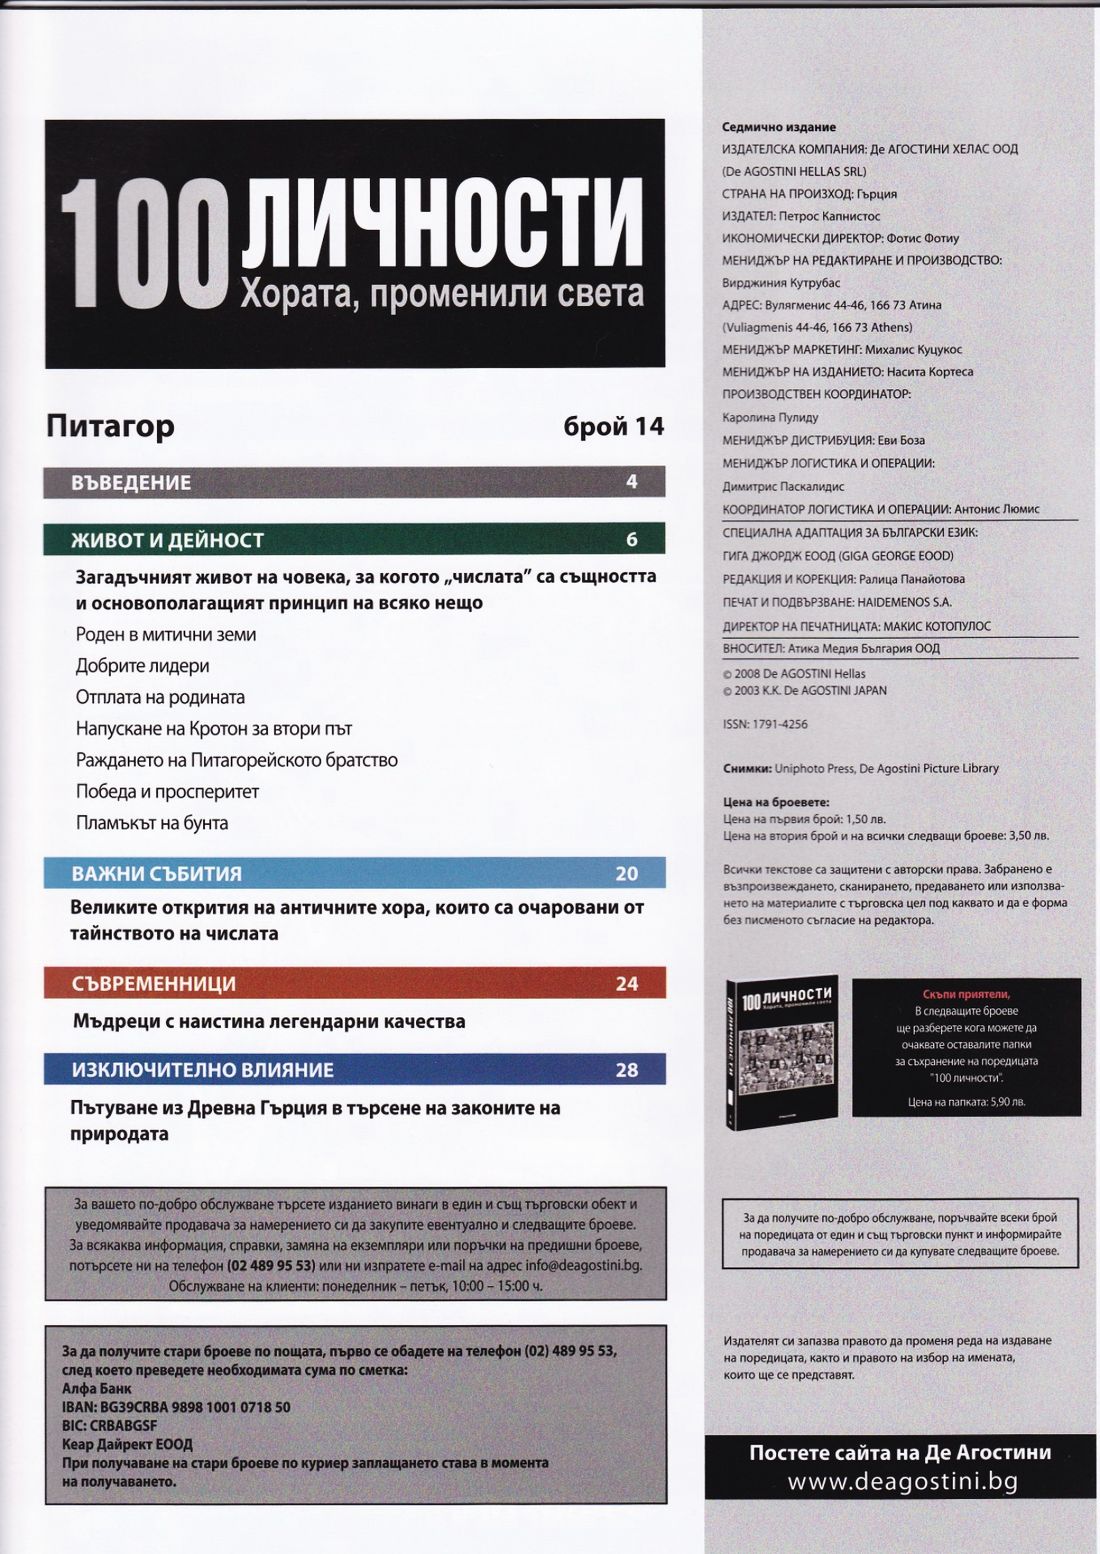 100 ЛИЧНОСТИ
Хората, променили света
Питагор брой 14
ВЪВЕДЕНИЕ 4
ЖИВОТ И ДЕЙНОСТ 6
Загадъчният живот на човека, за когото „числата” са същността
и основополагащият принцип на всяко нещо
Роден в митични земи
Добрите лидери
Отплата на родината
Напускане на Кротон за втори път
Раждането на Питагорейското братство
Победа и просперитет
Пламъкът на бунта
ВАЖНИ СЪБИТИЯ 20
Великите открития на античните хора, които са очаровани от
тайнството на числата
СЪВРЕМЕННИЦИ 24
Мъдреци с наистина легендарни качества
ИЗКЛЮЧИТЕЛНО ВЛИЯНИЕ 28
Пътуване из Древна Гърция в търсене на законите на
природата
За вашето по-добро обслужване търсете изданието винаги в един и същ търговски обект и
уведомявайте продавача за намерението си да закупите евентуално и следващите броеве.
За всякаква информация, справки, замяна на екземпляри или поръчки на предишни броеве,
потърсете ни на телефон (02 489 95 53) или ни изпратете e-mail на адрес info@deagostini.bg.
Обслужване на клиенти: понеделник – петък, 10:00 – 15:00 ч.
За да получите стари броеве по пощата, първо се обадете на телефон (02) 489 95 53,
след което преведете необходимата сума по сметка:
Алфа Банк
IBAN: BG39CRBA 9898 1001 0718 50
BIC: CRBABGSF
Кеар Дайрект ЕООД
При получаване на стари броеве по куриер заплащането става в момента
на получаването.
Седмично издание
ИЗДАТЕЛСКА КОМПАНИЯ: Де АГОСТИНИ ХЕЛАС ООД
(De AGOSTINI HELLAS SRL)
СТРАНА НА ПРОИЗХОД: Гърция
ИЗДАТЕЛ: Петрос Капнистос
ИКОНОМИЧЕСКИ ДИРЕКТОР: Фотис Фотиу
МЕНИДЖЪР НА РЕДАКТИРАНЕ И ПРОИЗВОДСТВО:
Вирджиния Кутрубас
АДРЕС: Вулягменис 44-46, 166 73 Атина
(Vuliagmenis 44-46, 166 73 Athens)
МЕНИДЖЪР МАРКЕТИНГ: Михалис Куцукос
МЕНИДЖЪР НА ИЗДАНИЕТО: Насита Кортеса
ПРОИЗВОДСТВЕН КООРДИНАТОР:
Каролина Пулиду
МЕНИДЖЪР ДИСТРИБУЦИЯ: Еви Боза
МЕНИДЖЪР ЛОГИСТИКА И ОПЕРАЦИИ:
Димитрис Паскалидис
КООРДИНАТОР ЛОГИСТИКА И ОПЕРАЦИИ: Антонис Люмис
СПЕЦИАЛНА АДАПТАЦИЯ ЗА БЪЛГАРСКИ ЕЗИК:
ГИГА ДЖОРДЖ ЕООД (GIGA GEORGE EOOD)
РЕДАКЦИЯ И КОРЕКЦИЯ: Ралица Панайотова
ПЕЧАТ И ПОДВЪРЗВАНЕ: HAIDEMENOS S.A.
ДИРЕКТОР НА ПЕЧАТНИЦАТА: МАКИС КОТОПУЛОС
ВНОСИТЕЛ: Атика Медия България ООД
© 2008 De AGOSTINI Hellas
© 2003 K.K. De AGOSTINI JAPAN
ISSN: 1791-4256
Снимки: Uniphoto Press, De Agostini Picture Library
Цена на броевете:
Цена на първия брой: 1,50 лв.
Цена на втория брой и на всички следващи броеве: 3,50 лв.
Всички текстове са защитени с авторски права. Забранено е
възпроизвеждането, сканирането, предаването или използва-
нето на материалите с търговска цел под каквато и да е форма
без писменото съгласие на редактора.
100 ЛИЧНОСТИ
Хората, променили света
100 ЛИЧНОСТИ
Скъпи приятели,
В следващите броеве
ще разберете кога можете да
очаквате оставалите папки
за съхранение на поредицата
"100 личности".
Цена на папката: 5,90 лв.
За да получите по-добро обслужване, поръчвайте всеки брой
на поредицата от един и същ търговски пункт и информирайте
продавача за намерението си да купувате следващите броеве.
Издателят си запазва правото да променя реда на издаване
на поредицата, както и правото на избор на имената,
които ще се представят.
Постете сайта на Де Агостини
www.deagostini.bg